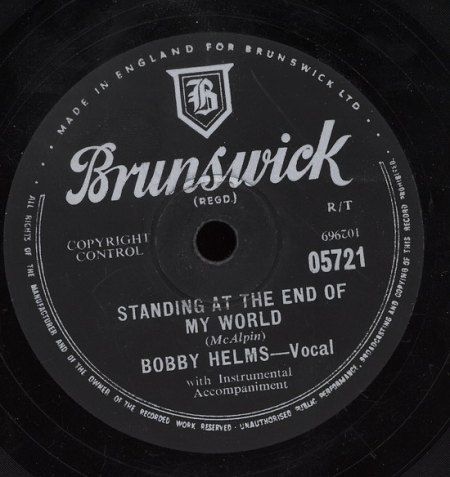 MADE IN ENGLAND FOR BRUNSWICK LTD.
B
Brunswick
(REGD.)
R/T
COPYRIGHT
CONTROL
102969
05721
STANDING AT THE END OF
MY WORLD
(McAlpin)
BOBBY HELMS—Vocal
with Instrumental
Accompaniment
ALL RIGHTS OF THE MANUFACTURER AND OF THE OWNER OF THE RECORDED WORK RESERVED · UNAUTHORISED PUBLIC PERFORMANCE, BROADCASTING AND COPYING OF THIS RECORD PROHIBITED.